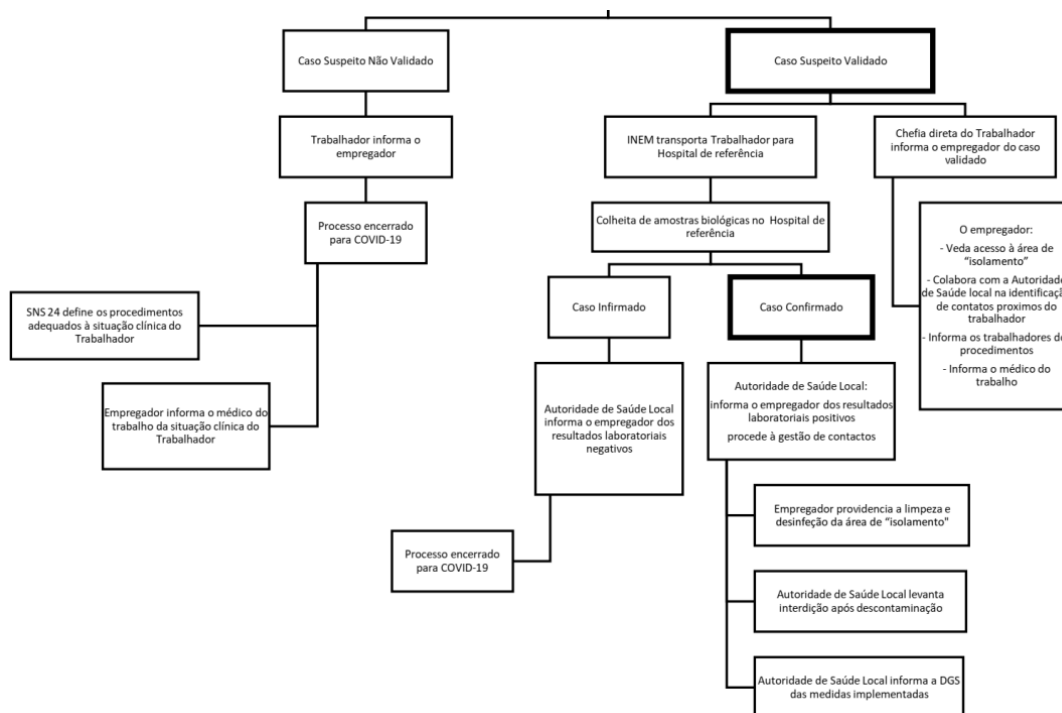 Caso Suspeito Não Validado
Caso Suspeito Validado
Trabalhador informa o
empregador
INEM transporta Trabalhador para
Hospital de referência
Chefia direta do Trabalhador
informa o empregador do caso
validado
Processo encerrado
para COVID-19
Colheita de amostras biológicas no Hospital de
referência
O empregador:
- Veda acesso à área de
"isolamento"
- Colabora com a Autoridade
de Saúde local na identificaçã
de contatos proximos do
trabalhador
- Informa os trabalhadores do
procedimentos
- Informa o médico do
trabalho
SNS 24 define os procedimentos
adequados à situação clínica do
Trabalhador
Caso Infirmado
Caso Confirmado
Empregador informa o médico do
trabalho da situação clínica do
Trabalhador
Autoridade de Saúde Local
informa o empregador dos
resultados laboratoriais
negativos
Autoridade de Saúde Local:
informa o empregador dos resultados
laboratoriais positivos
procede à gestão de contactos
Processo encerrado
para COVID-19
Empregador providencia a limpeza e
desinfeção da área de "isolamento"
Autoridade de Saúde Local levanta
interdição após descontaminação
Autoridade de Saúde Local informa a DGS
das medidas implementadas